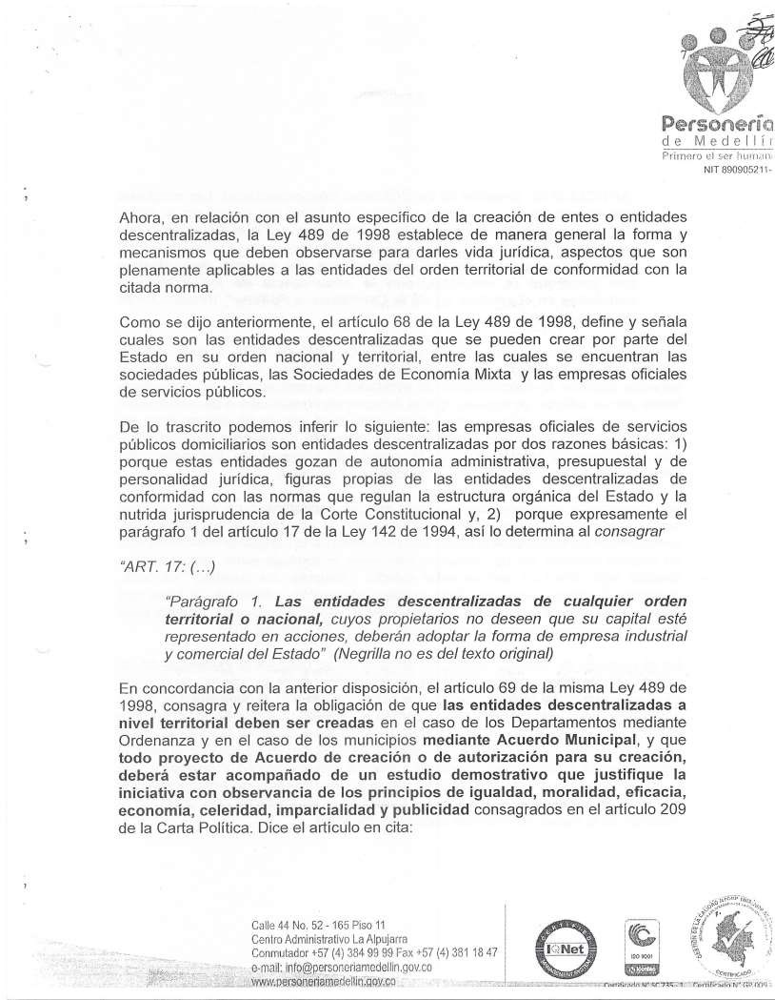 Personería
de Medellín
Primero el ser human
NIT 890905211-
Ahora, en relación con el asunto específico de la creación de entes o entidades
descentralizadas, la Ley 489 de 1998 establece de manera general la forma y
mecanismos que deben observarse para darles vida jurídica, aspectos que son
plenamente aplicables a las entidades del orden territorial de conformidad con la
citada norma.
Como se dijo anteriormente, el artículo 68 de la Ley 489 de 1998, define y señala
cuales son las entidades descentralizadas que se pueden crear por parte del
Estado en su orden nacional y territorial, entre las cuales se encuentran las
sociedades públicas, las Sociedades de Economía Mixta y las empresas oficiales
de servicios públicos.
De lo trascrito podemos inferir lo siguiente: las empresas oficiales de servicios
públicos domiciliarios son entidades descentralizadas por dos razones básicas: 1)
porque estas entidades gozan de autonomía administrativa, presupuestal y de
personalidad jurídica, figuras propias de las entidades descentralizadas de
conformidad con las normas que regulan la estructura orgánica del Estado y la
nutrida jurisprudencia de la Corte Constitucional y, 2) porque expresamente el
parágrafo 1 del artículo 17 de la Ley 142 de 1994, así lo determina al consagrar
"ART. 17: (...)
"Parágrafo 1. Las entidades descentralizadas de cualquier orden
territorial o nacional, cuyos propietarios no deseen que su capital esté
representado en acciones, deberán adoptar la forma de empresa industrial
y comercial del Estado" (Negrilla no es del texto original)
En concordancia con la anterior disposición, el artículo 69 de la misma Ley 489 de
1998, consagra y reitera la obligación de que las entidades descentralizadas a
nivel territorial deben ser creadas en el caso de los Departamentos mediante
Ordenanza y en el caso de los municipios mediante Acuerdo Municipal, y que
todo proyecto de Acuerdo de creación o de autorización para su creación,
deberá estar acompañado de un estudio demostrativo que justifique la
iniciativa con observancia de los principios de igualdad, moralidad, eficacia,
economía, celeridad, imparcialidad y publicidad consagrados en el artículo 209
de la Carta Política. Dice el artículo en cita:
Calle 44 No. 52 - 165 Piso 11
Centro Administrativo La Alpujarra
Conmutador +57 (4) 384 99 99 Fax +57 (4) 381 18 47
e-mail: info@personeriamedellin.gov.co
www.personeriamedellin.gov.co
CERTIFIED
IQNet
MANAGEMENT SYSTEM
ISO 9001
icontec
CERTIFICADO
Certificado N° SC 735 - 1
Certificado N° GP 009